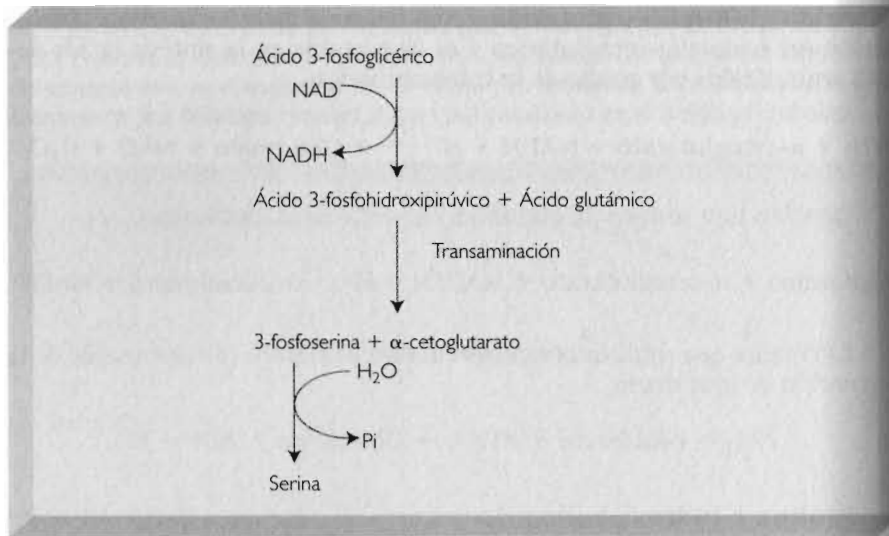 Ácido 3-fosfoglicérico
NAD
NADH
Ácido 3-fosfohidroxipirúvico + Ácido glutámico
Transaminación
3-fosfoserina + α-cetoglutarato
H₂O
Pi
Serina